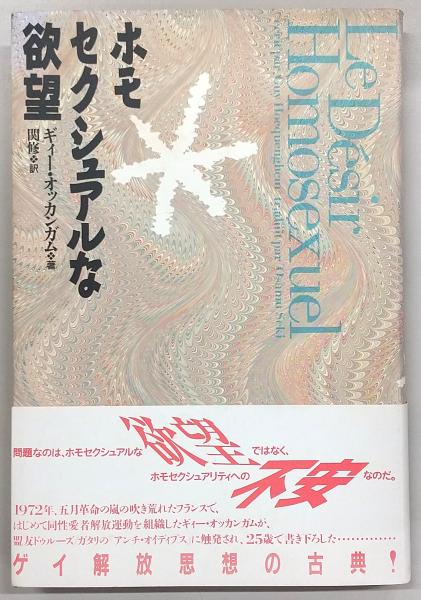 ホモ
セクシュアルな
欲望
ギィー・オッカンガム 著
関修 訳
Le Désir
Homosexuel
écrit par Guy Hocquenghem traduit par Osamu Seki
問題なのは、ホモセクシュアルな欲望ではなく、
ホモセクシュアリティへの不安なのだ。
1972年、五月革命の嵐の吹き荒れたフランスで、
はじめて同性愛者解放運動を組織したギィー・オッカンガムが、
盟友ドゥルーズ=ガタリの『アンチ・オイディプス』に触発され、25歳で書き下ろした…………
ゲイ解放思想の古典!